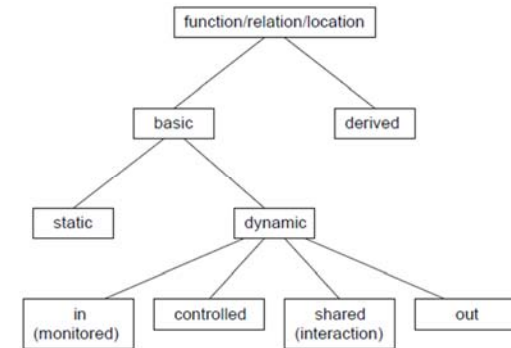 function/relation/location
basic
derived
static
dynamic
in
(monitored)
controlled
shared
(interaction)
out